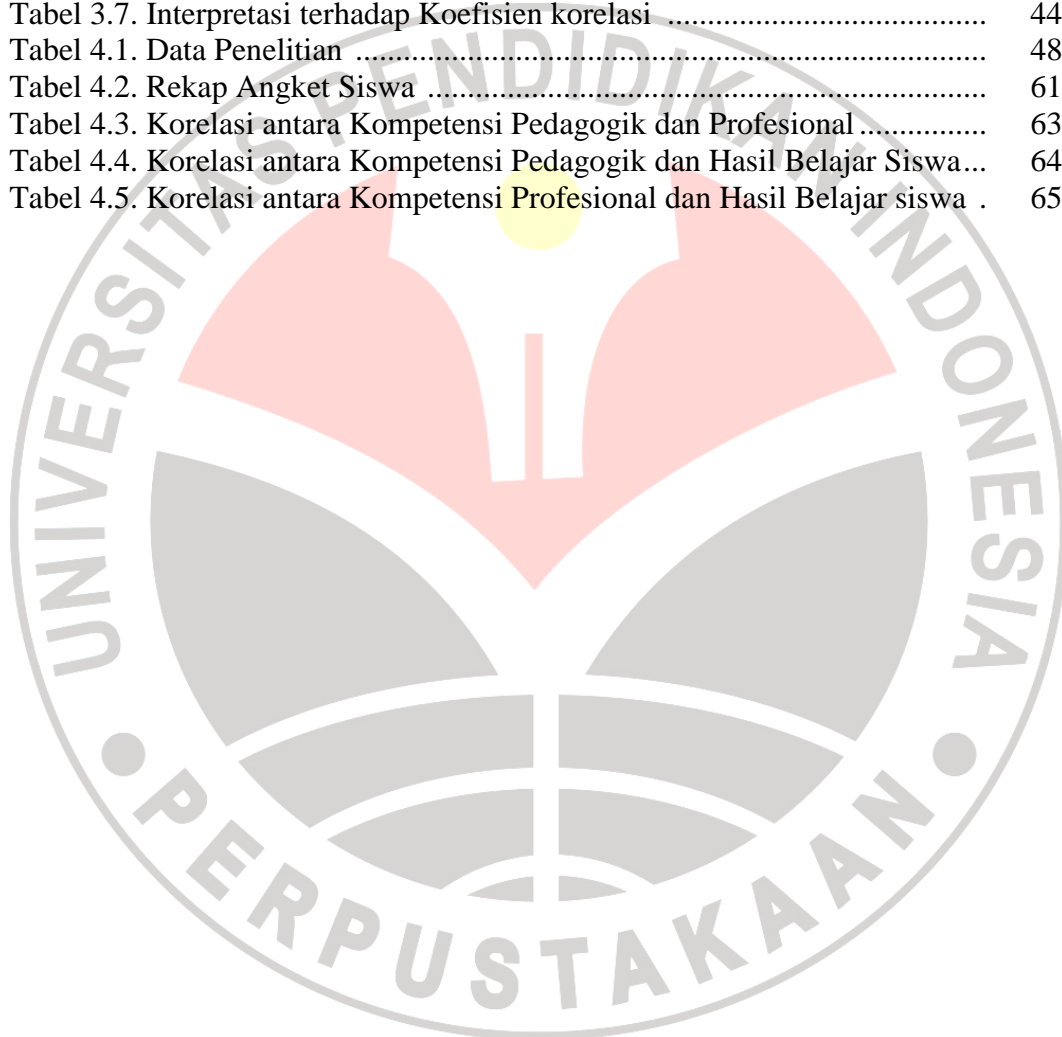 Tabel 3.7. Interpretasi terhadap Koefisien korelasi ..................................... 44
Tabel 4.1. Data Penelitian .......................................................................... 48
Tabel 4.2. Rekap Angket Siswa ................................................................. 61
Tabel 4.3. Korelasi antara Kompetensi Pedagogik dan Profesional ............... 63
Tabel 4.4. Korelasi antara Kompetensi Pedagogik dan Hasil Belajar Siswa... 64
Tabel 4.5. Korelasi antara Kompetensi Profesional dan Hasil Belajar siswa . 65
UNIVERSITAS PENDIDIKAN INDONESIA
PERPUSTAKAAN